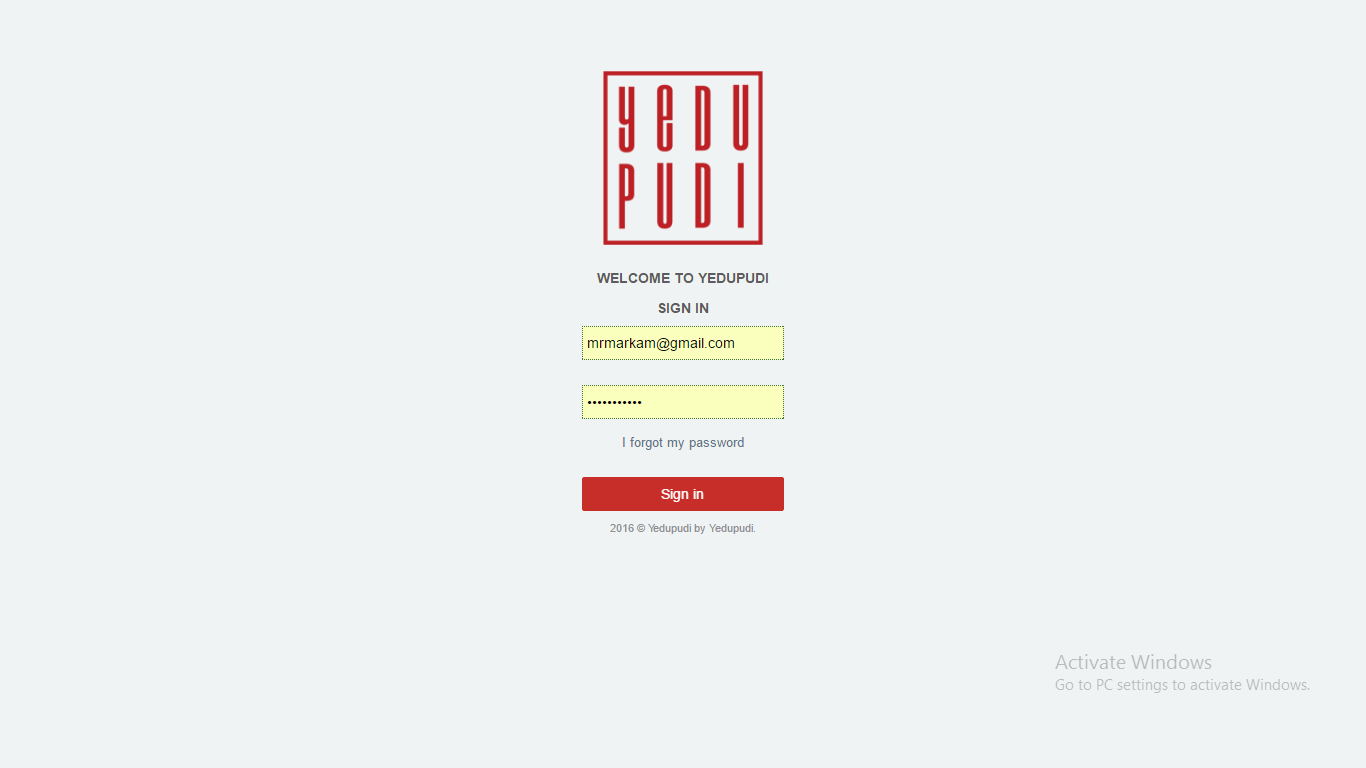 YEDU
PUDI
WELCOME TO YEDUPUDI
SIGN IN
mrmarkam@gmail.com
•••••••••••
I forgot my password
Sign in
2016 © Yedupudi by Yedupudi.
Activate Windows
Go to PC settings to activate Windows.